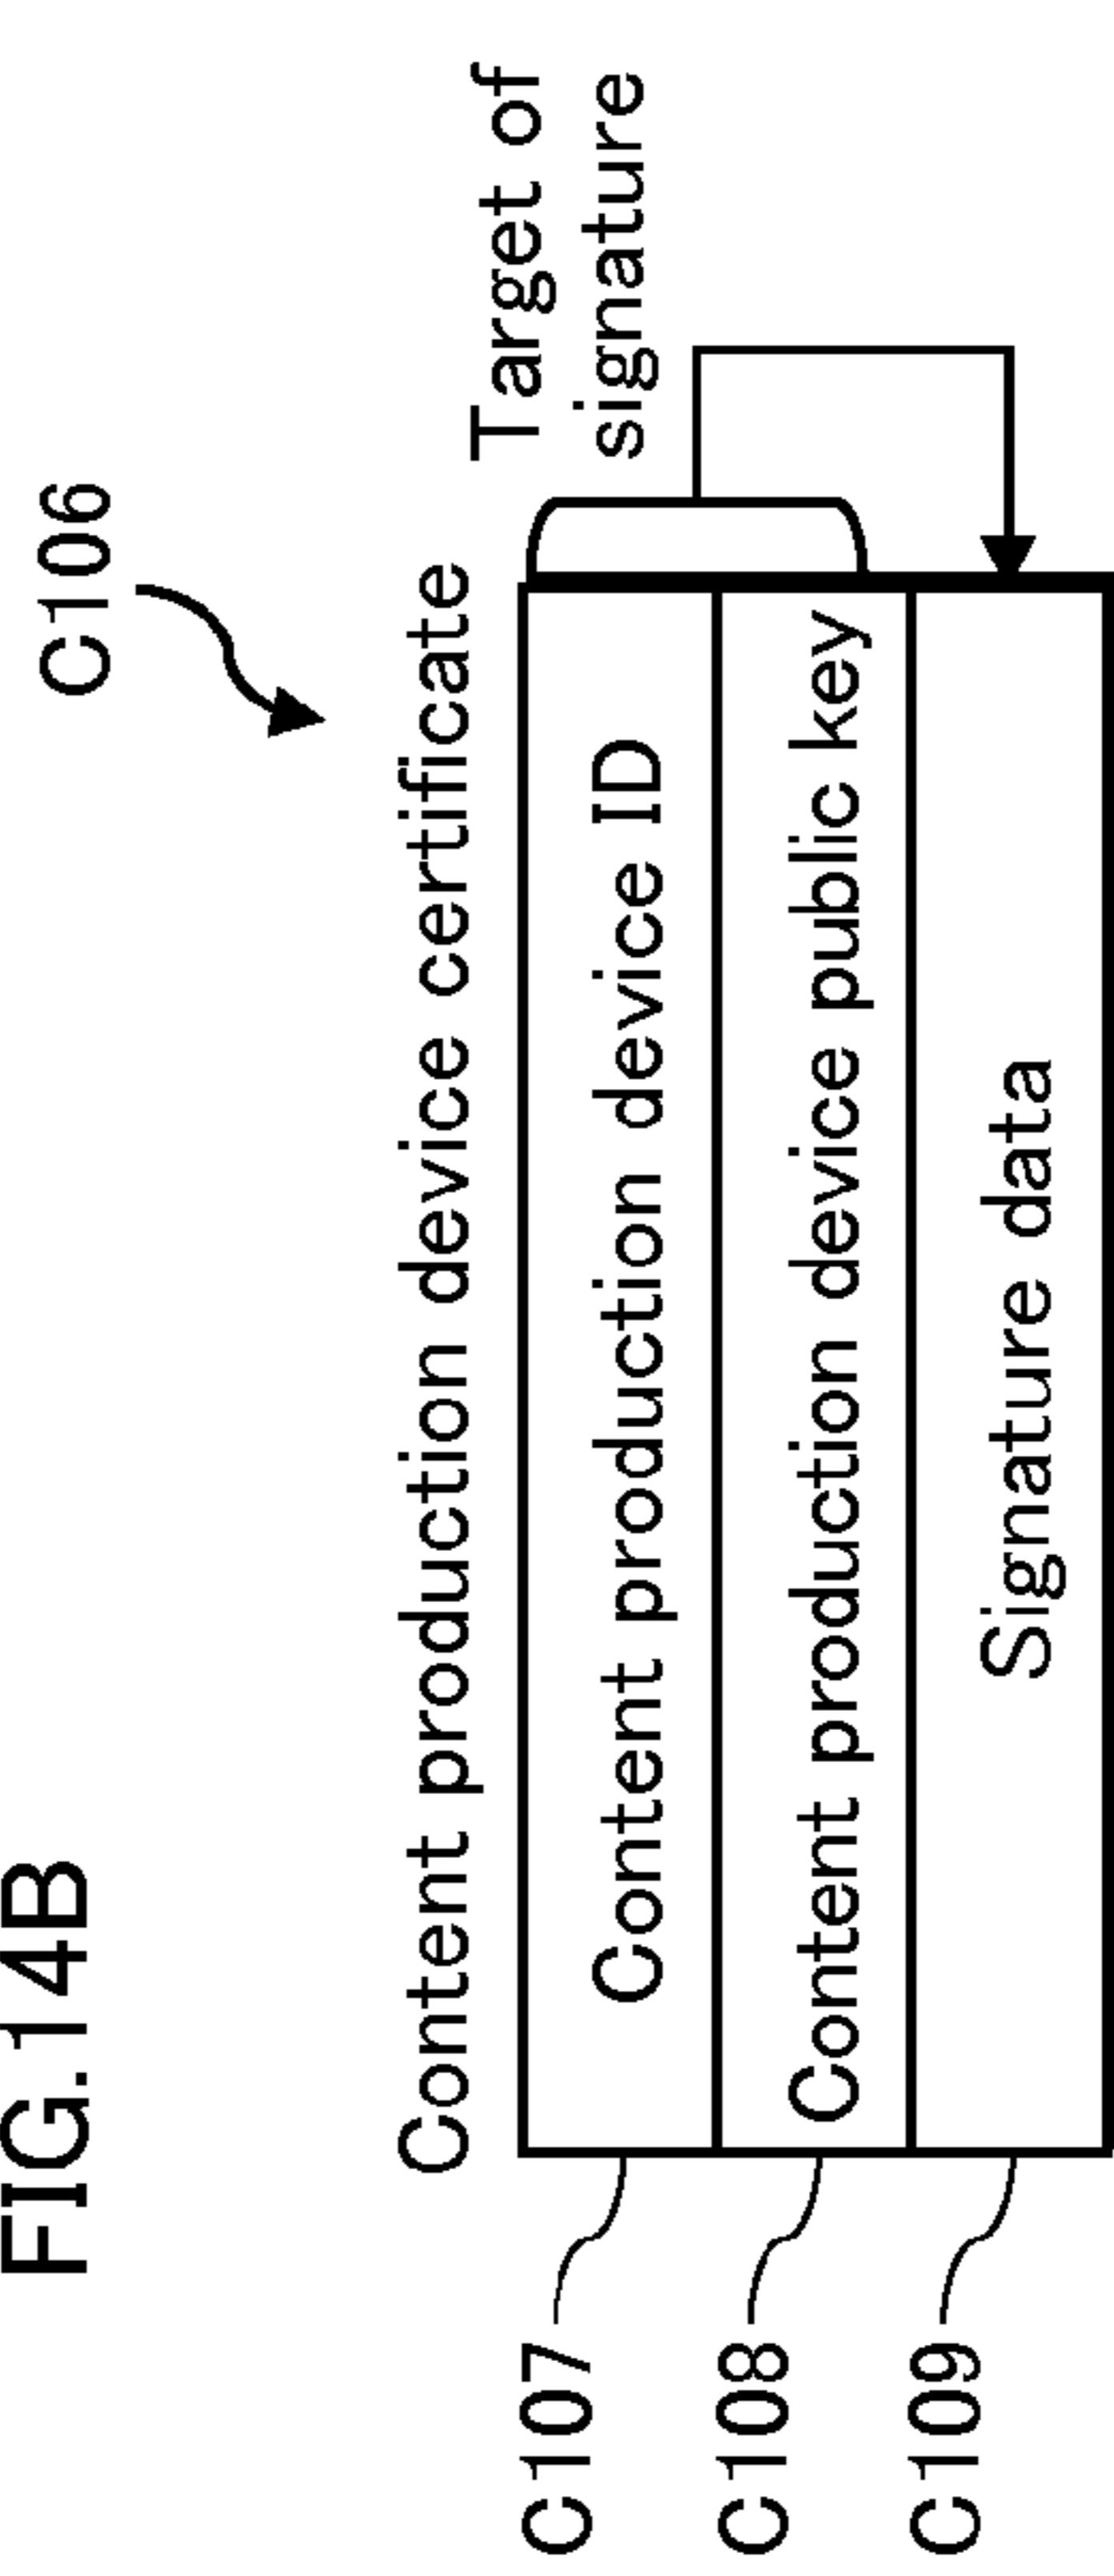 FIG.14B
C106
Content production device certificate
Target of
signature
C107
Content production device ID
C108
Content production device public key
C109
Signature data